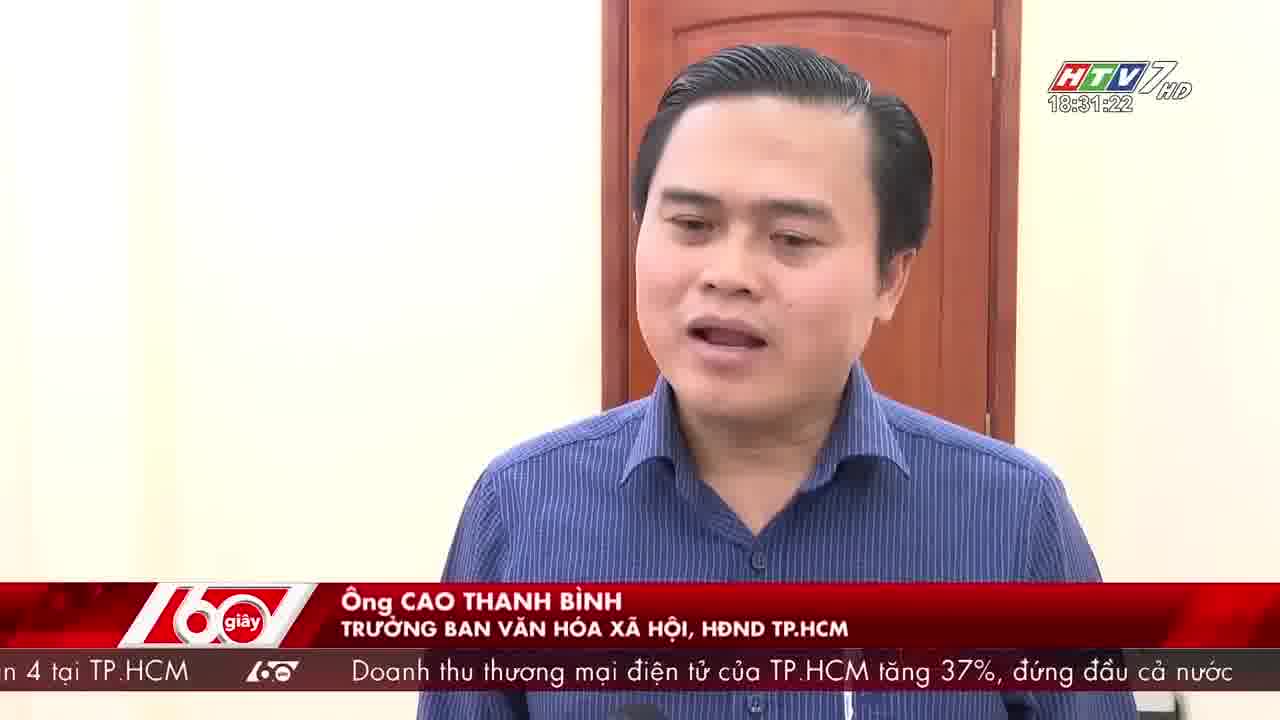 HTV7 HD
18:31:22
60 giây
Ông CAO THANH BÌNH
TRƯỞNG BAN VĂN HÓA XÃ HỘI, HĐND TP.HCM
4 tại TP.HCM
60 giây
Doanh thu thương mại điện tử của TP.HCM tăng 37%, đứng đầu cả nước